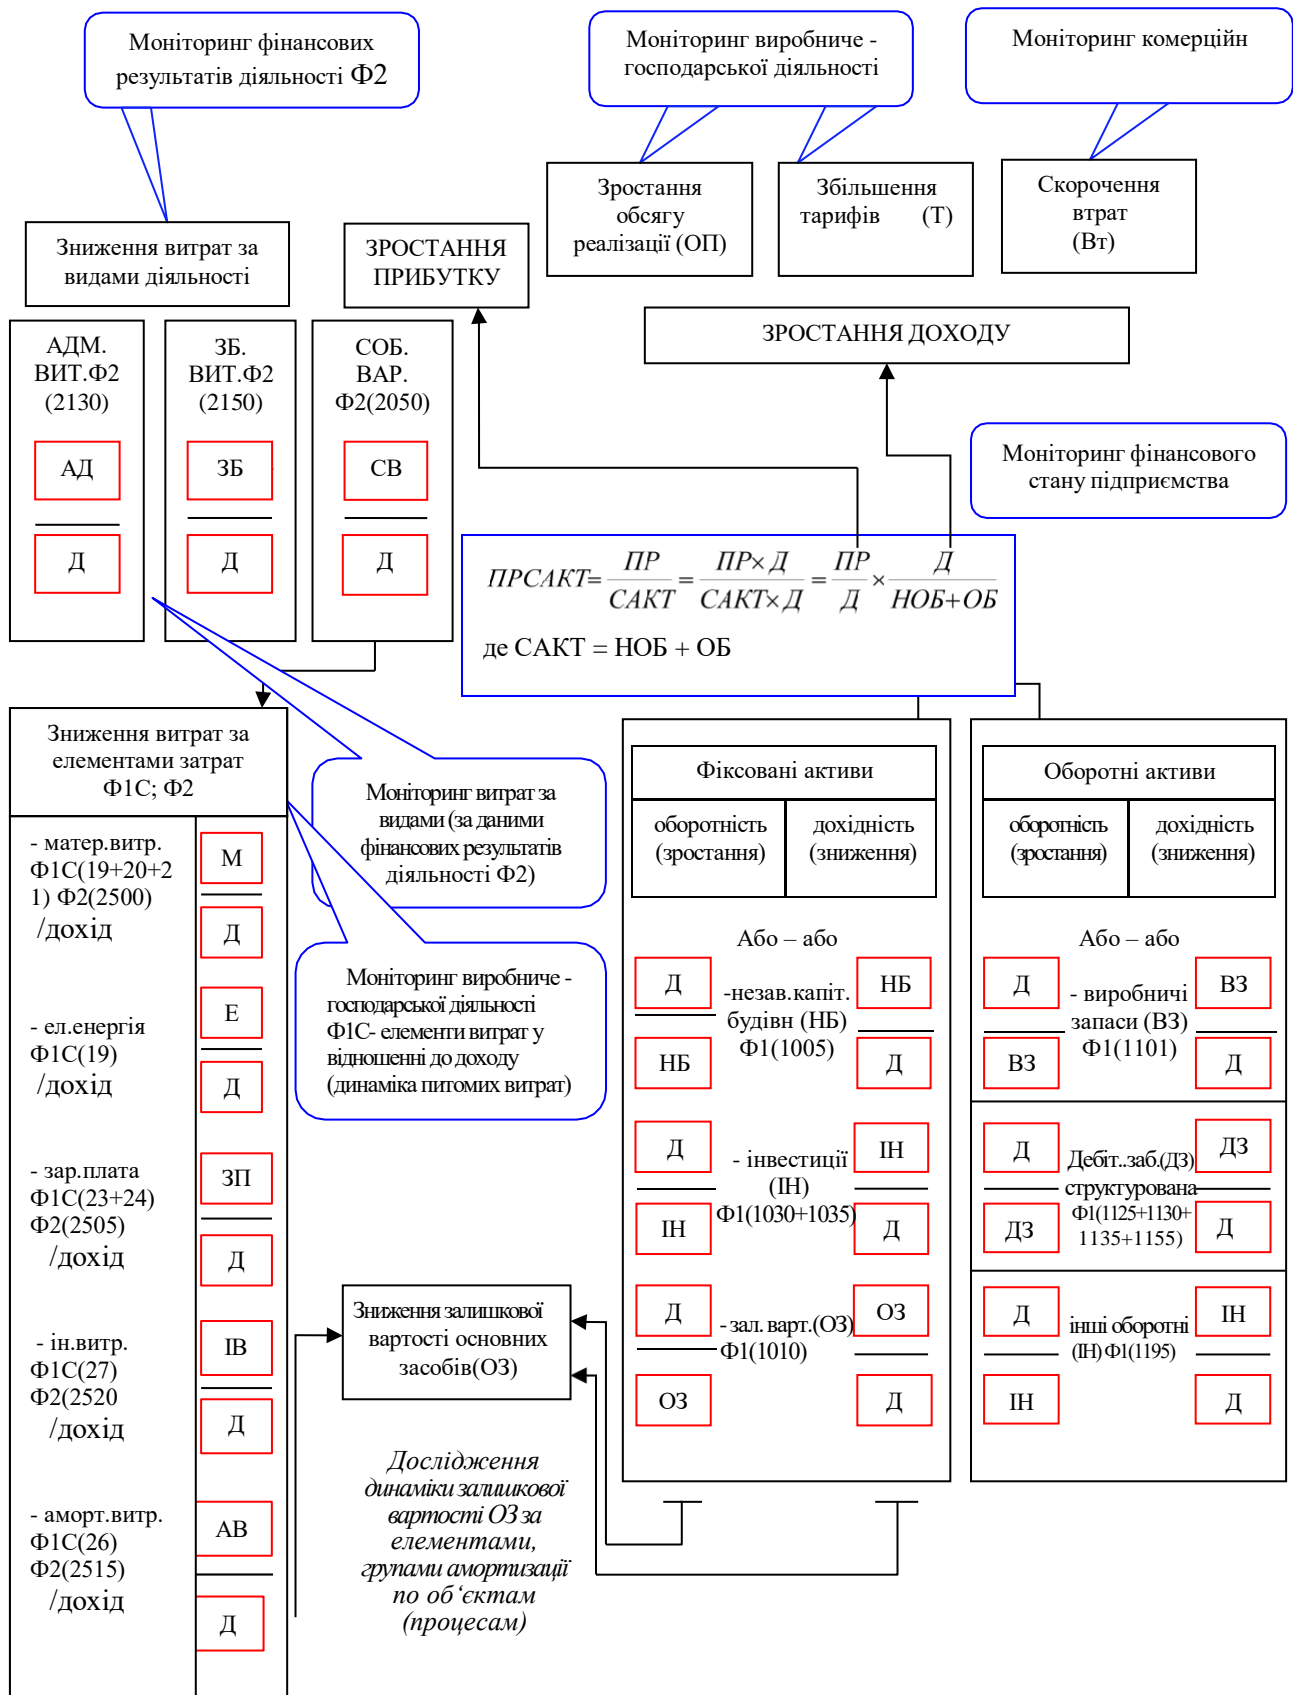 Моніторинг фінансових
результатів діяльності Ф2
Моніторинг виробниче -
господарської діяльності
Моніторинг комерційн
Зростання
обсягу
реалізації (ОП)
Збільшення
тарифів (Т)
Скорочення
втрат
(Вт)
Зниження витрат за
видами діяльності
ЗРОСТАННЯ
ПРИБУТКУ
ЗРОСТАННЯ ДОХОДУ
АДМ.
ВИТ.Ф2
(2130)
АД
Д
ЗБ.
ВИТ.Ф2
(2150)
ЗБ
Д
СОБ.
ВАР.
Ф2(2050)
СВ
Д
Моніторинг фінансового
стану підприємства
ПРСАКТ= ПР/САКТ = ПР×Д/САКТ×Д = ПР/Д × Д/НОБ+ОБ
де САКТ = НОБ + ОБ
Зниження витрат за
елементами затрат
Ф1С; Ф2
- матер.витр.
Ф1С(19+20+2
1) Ф2(2500)
/дохід
М
Д
- ел.енергія
Ф1С(19)
/дохід
Е
Д
- зар.плата
Ф1С(23+24)
Ф2(2505)
/дохід
ЗП
Д
- ін.витр.
Ф1С(27)
Ф2(2520
/дохід
ІВ
Д
- аморт.витр.
Ф1С(26)
Ф2(2515)
/дохід
АВ
Д
Моніторинг витрат за
видами (за даними
фінансових результатів
діяльності Ф2)
Моніторинг виробниче -
господарської діяльності
Ф1С- елементи витрат у
відношенні до доходу
(динаміка питомих витрат)
Зниження залишкової
вартості основних
засобів(ОЗ)
Дослідження
динаміки залишкової
вартості ОЗ за
елементами,
групами амортизації
по об‘єктам
(процесам)
Фіксовані активи
оборотність
(зростання)
дохідність
(зниження)
Або – або
Д
НБ
-незав.капіт.
будівн (НБ)
Ф1(1005)
НБ
Д
Д
ІН
- інвестиції
(ІН)
Ф1(1030+1035)
ІН
Д
Д
ОЗ
- зал. варт.(ОЗ)
Ф1(1010)
ОЗ
Д
Оборотні активи
оборотність
(зростання)
дохідність
(зниження)
Або – або
Д
ВЗ
- виробничі
запаси (ВЗ)
Ф1(1101)
ВЗ
Д
Д
ДЗ
Дебіт..заб.(ДЗ)
структурована
Ф1(1125+1130+
1135+1155)
ДЗ
Д
Д
ІН
інші оборотні
(ІН) Ф1(1195)
ІН
Д